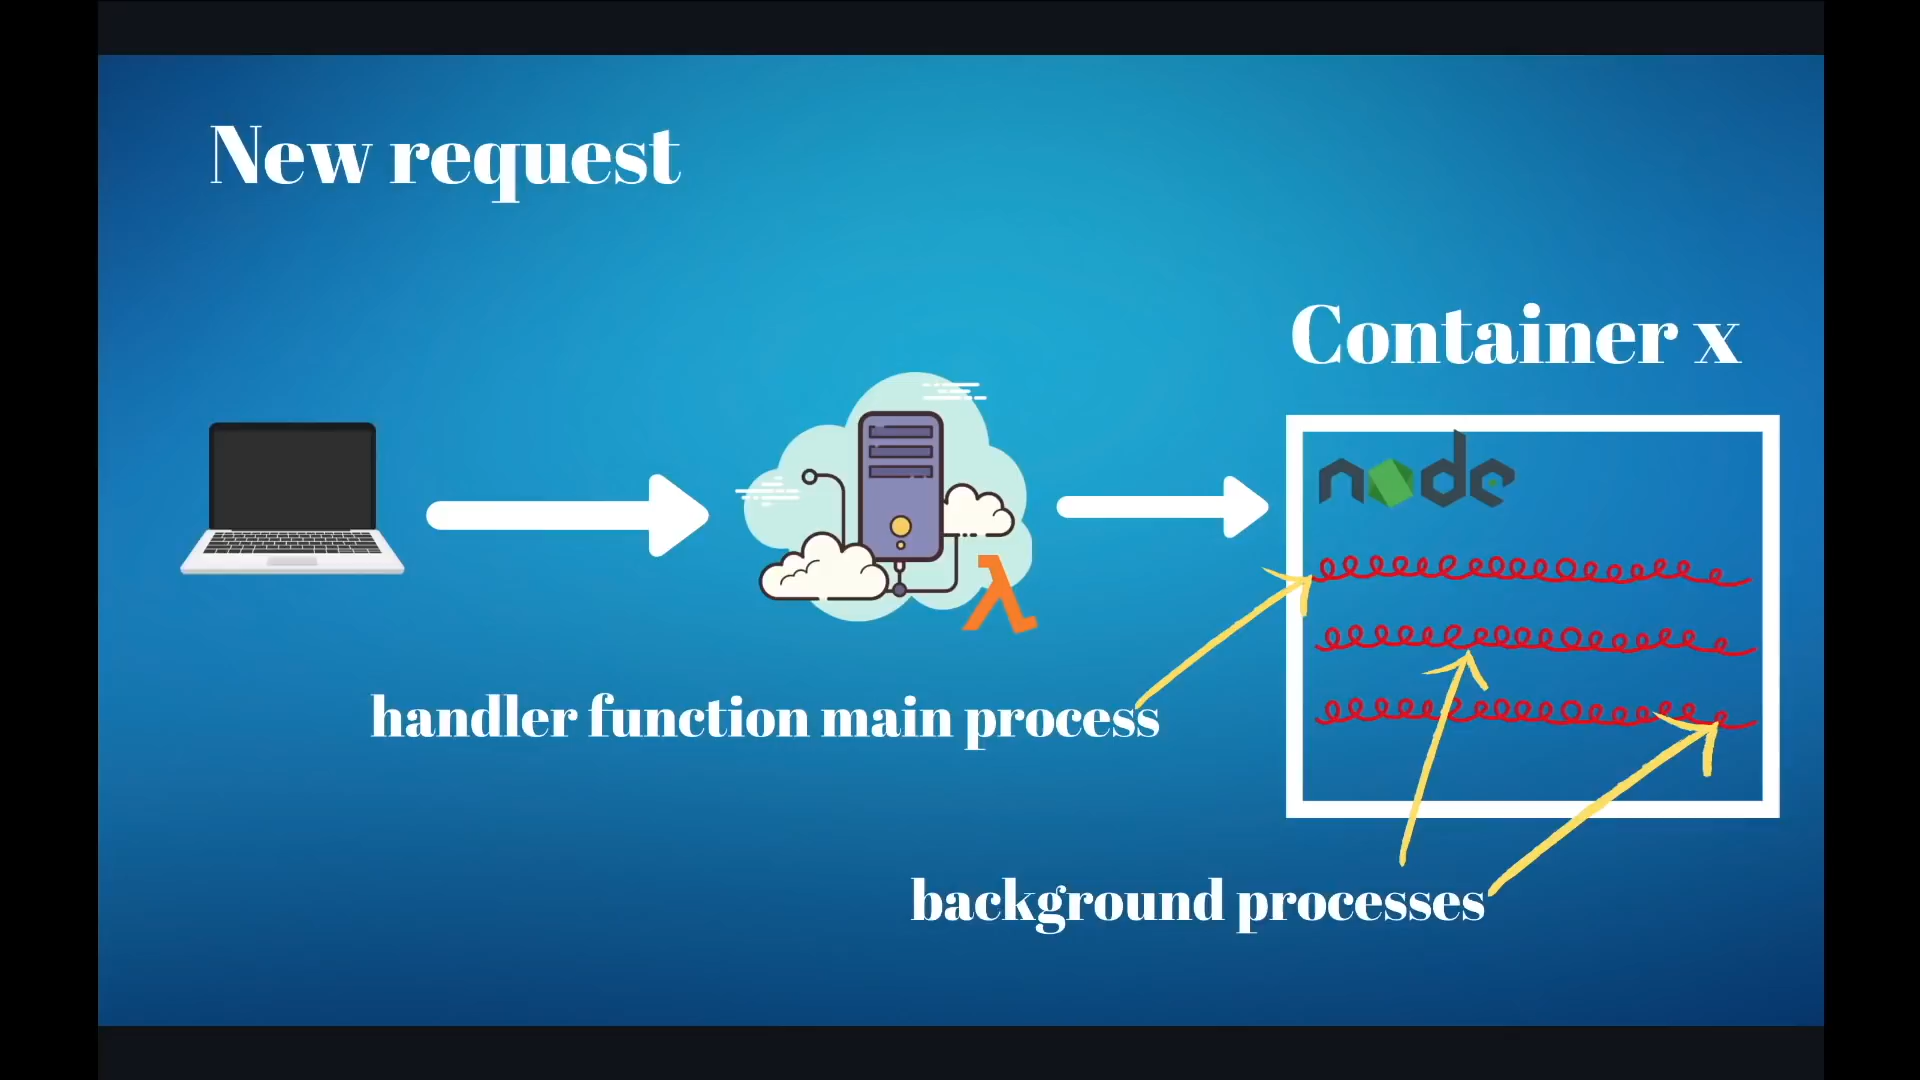 New request
Container x
node
handler function main process
background processes